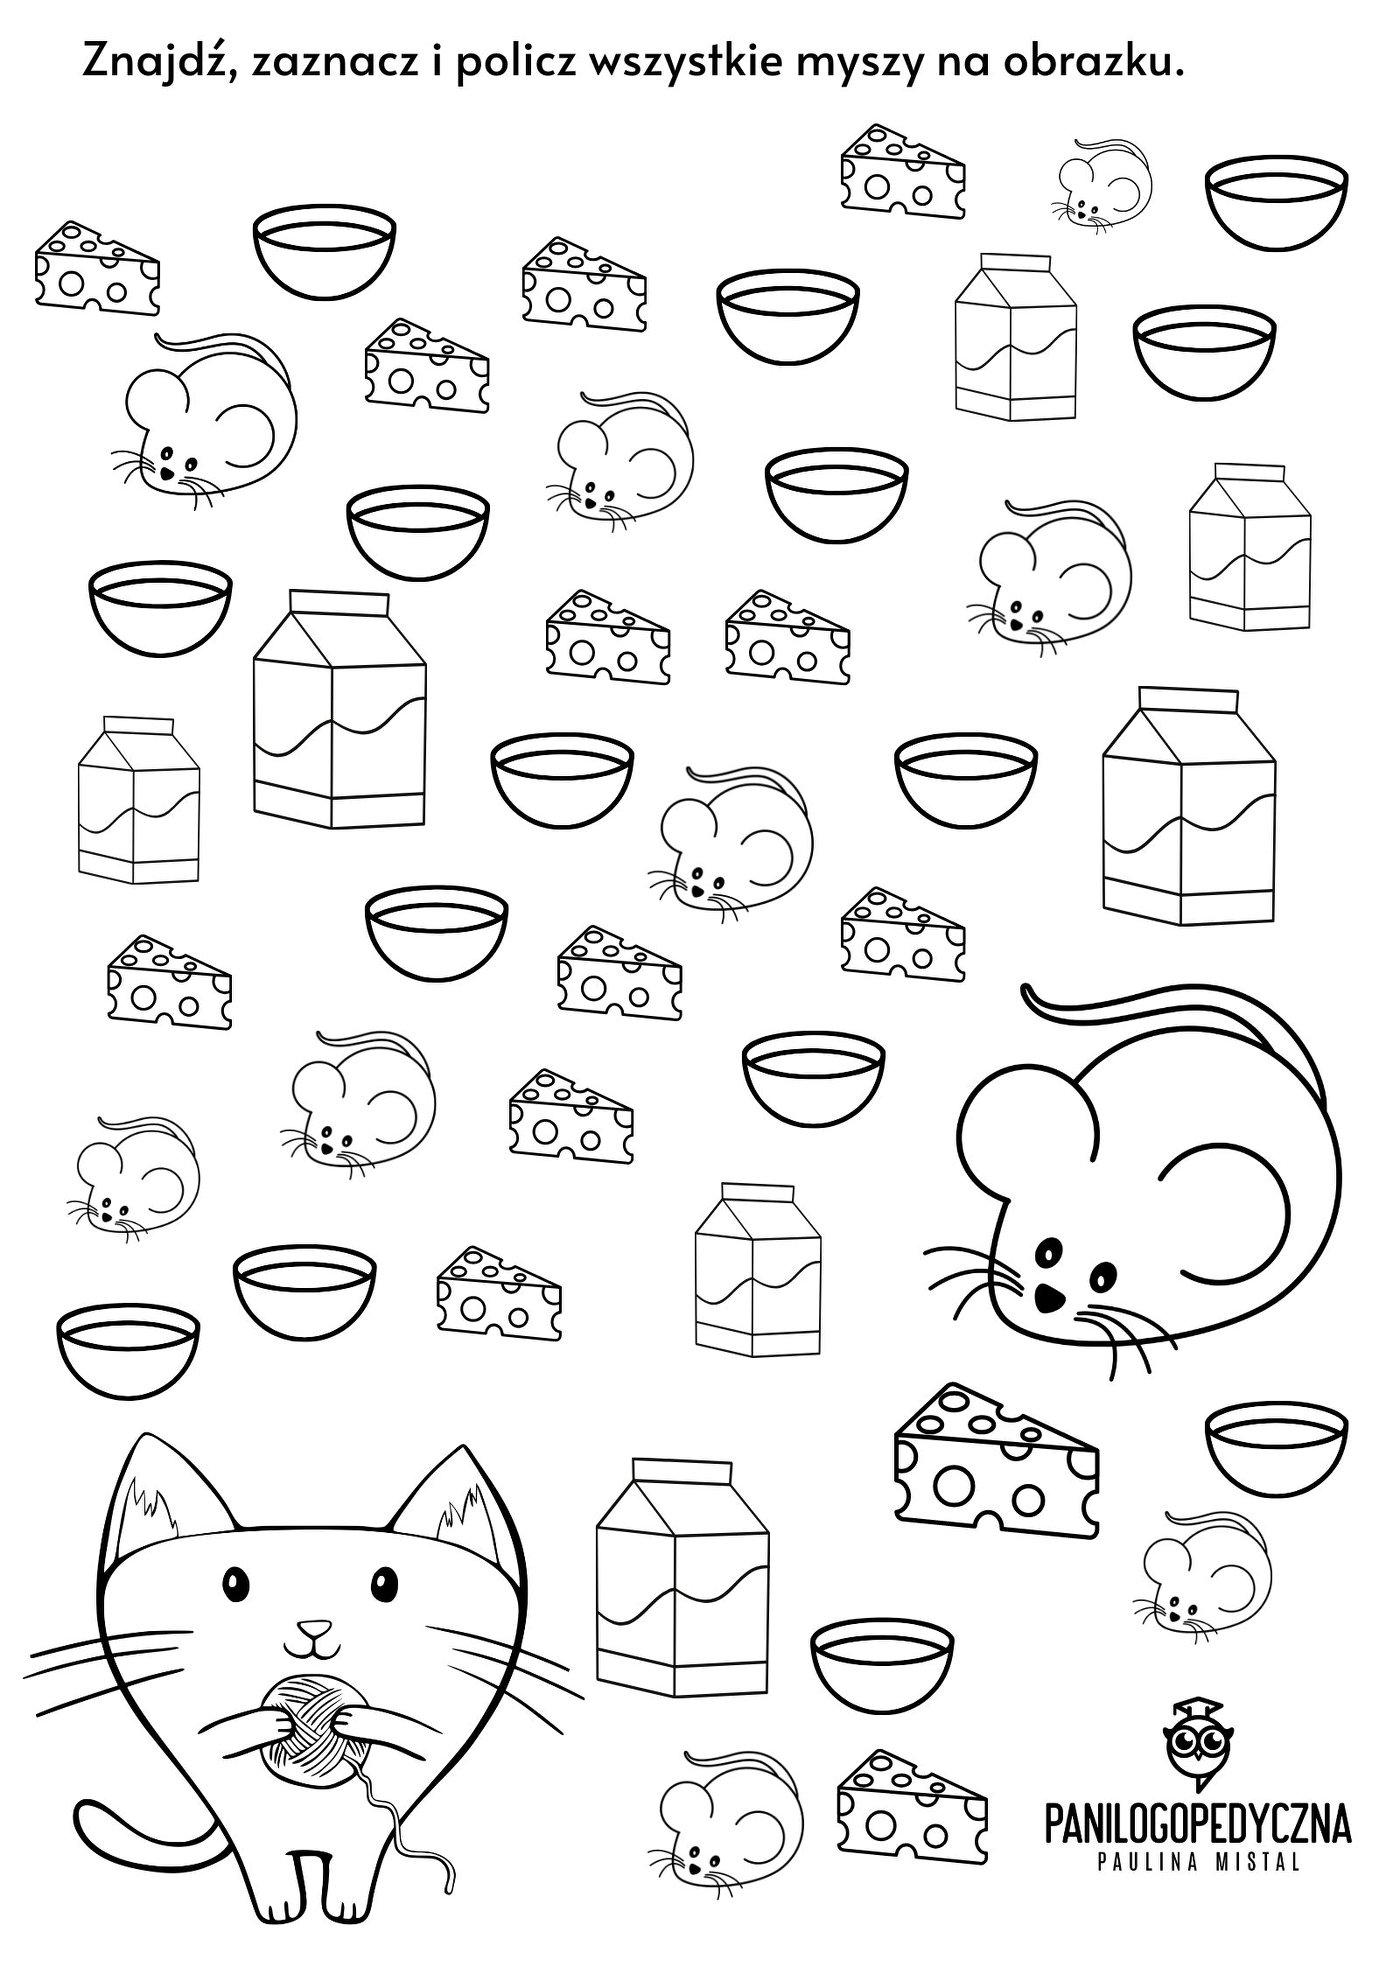 Znajdź, zaznacz i policz wszystkie myszy na obrazku.
PANILOGOPEDYCZNA
PAULINA MISTAL